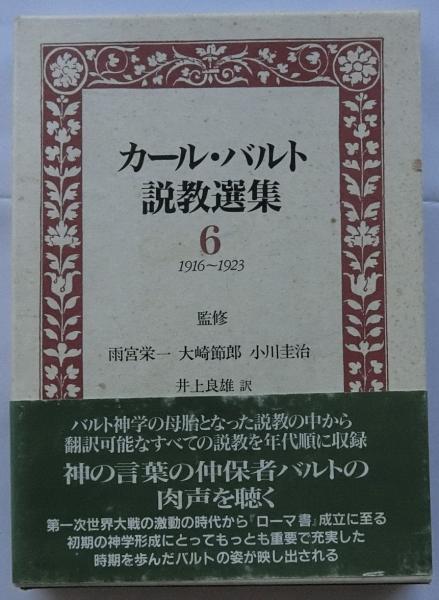 カール・バルト
説教選集
6
1916～1923
監修
雨宮栄一 大崎節郎 小川圭治
井上良雄 訳
バルト神学の母胎となった説教の中から
翻訳可能なすべての説教を年代順に収録
神の言葉の仲保者バルトの
肉声を聴く
第一次世界大戦の激動の時代から『ローマ書』成立に至る
初期の神学形成にとってもっとも重要で充実した
時期を歩んだバルトの姿が映し出される